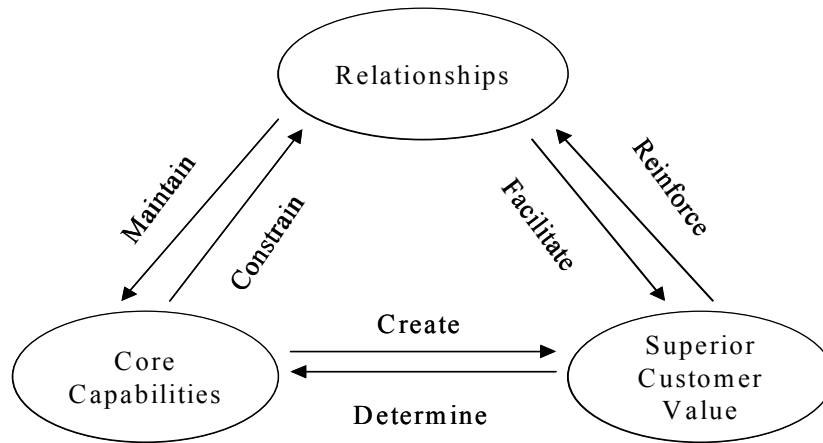 Relationships
Maintain
Constrain
Facilitate
Reinforce
Create
Core
Capabilities
Superior
Customer
Value
Determine